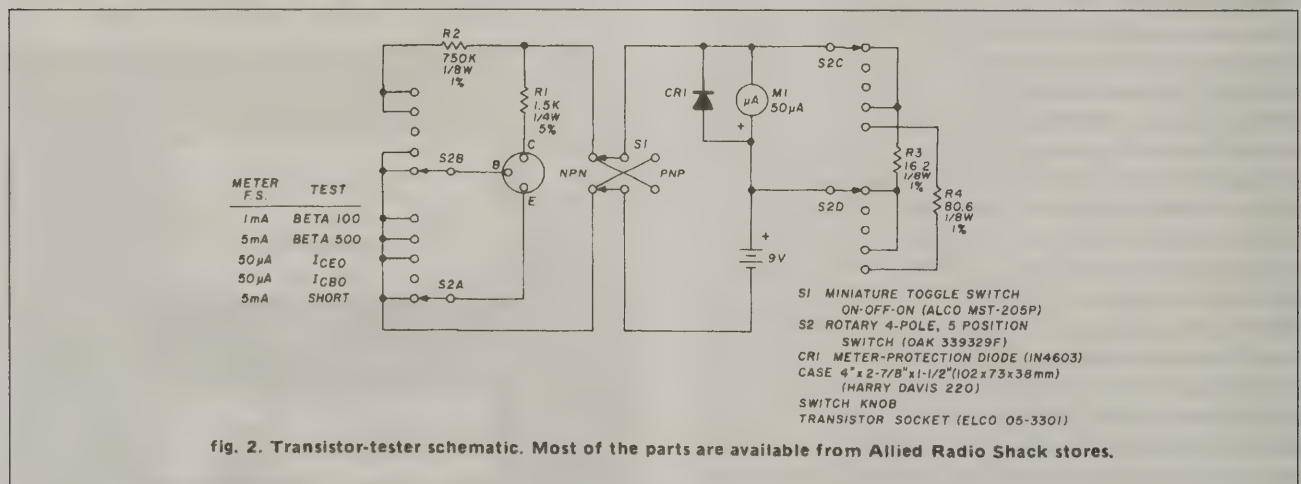 R2
750K
1/8W
1%
R1
1.5K
1/4W
5%
C
B
E
S2B
S2A
METER
F.S. TEST
1mA BETA 100
5mA BETA 500
50μA ICEO
50μA ICBO
5mA SHORT
S1
NPN
PNP
CR1
μA
M1
50μA
+
+
9V
S2C
S2D
R3
16.2
1/8W
1%
R4
80.6
1/8W
1%
S1 MINIATURE TOGGLE SWITCH
ON-OFF-ON (ALCO MST-205P)
S2 ROTARY 4-POLE, 5 POSITION
SWITCH (OAK 339329F)
CR1 METER-PROTECTION DIODE (1N4603)
CASE 4" x 2-7/8" x 1-1/2" (102 x 73 x 38mm)
(HARRY DAVIS 220)
SWITCH KNOB
TRANSISTOR SOCKET (ELCO 05-3301)
fig. 2. Transistor-tester schematic. Most of the parts are available from Allied Radio Shack stores.